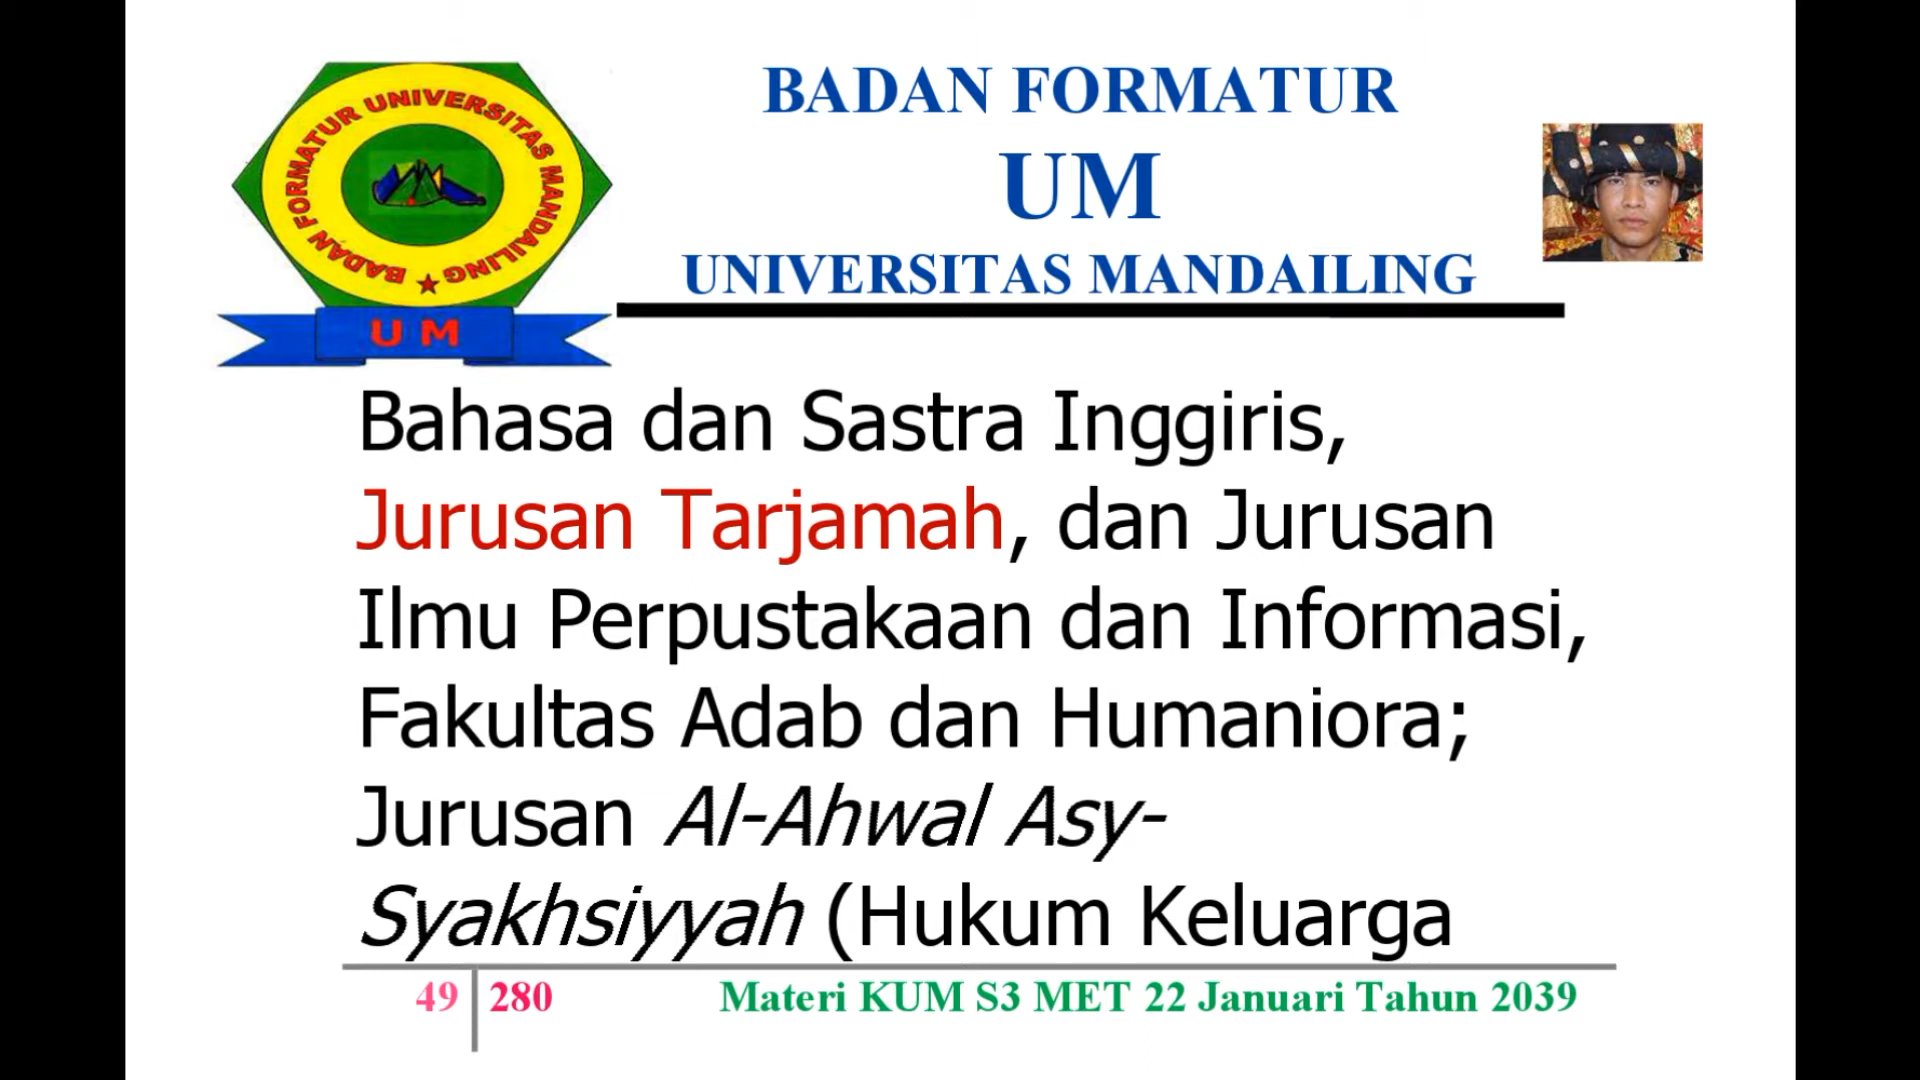 BADAN FORMATUR UNIVERSITAS MANDAILING
U M
BADAN FORMATUR
UM
UNIVERSITAS MANDAILING
Bahasa dan Sastra Inggiris,
Jurusan Tarjamah, dan Jurusan
Ilmu Perpustakaan dan Informasi,
Fakultas Adab dan Humaniora;
Jurusan Al-Ahwal Asy-
Syakhsiyyah (Hukum Keluarga
49 280 Materi KUM S3 MET 22 Januari Tahun 2039